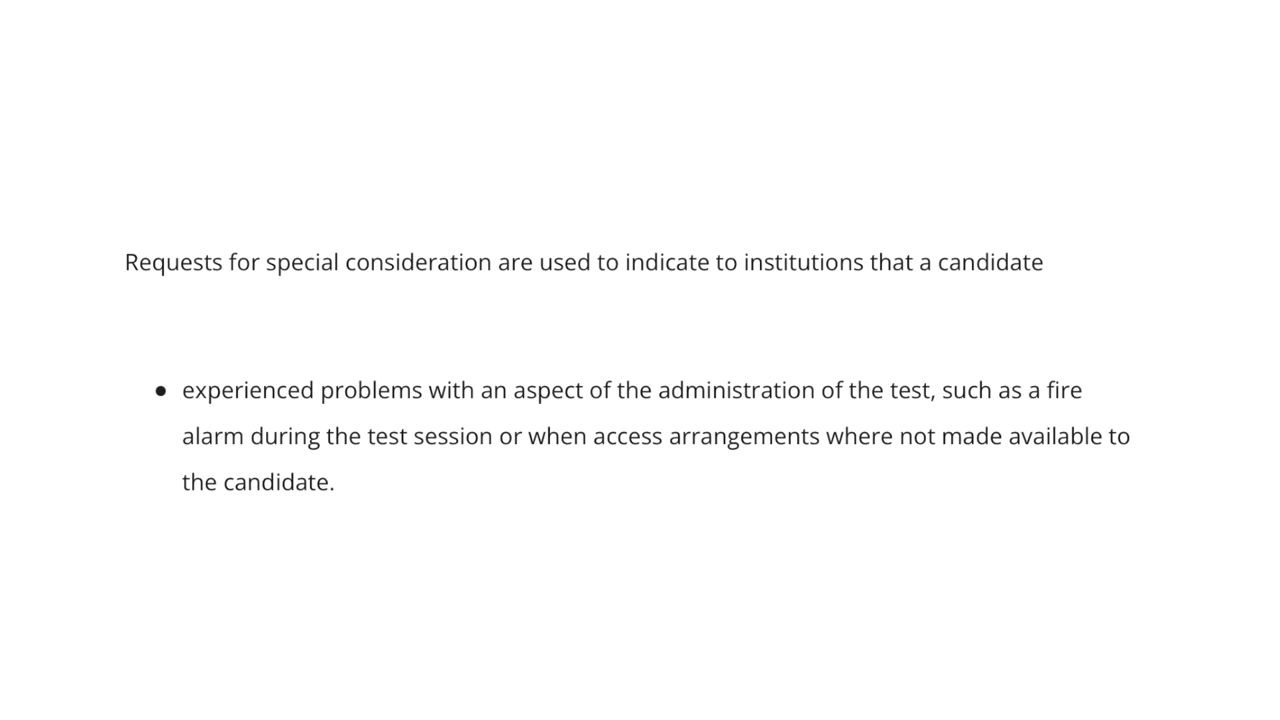 Requests for special consideration are used to indicate to institutions that a candidate
● experienced problems with an aspect of the administration of the test, such as a fire
alarm during the test session or when access arrangements where not made available to
the candidate.